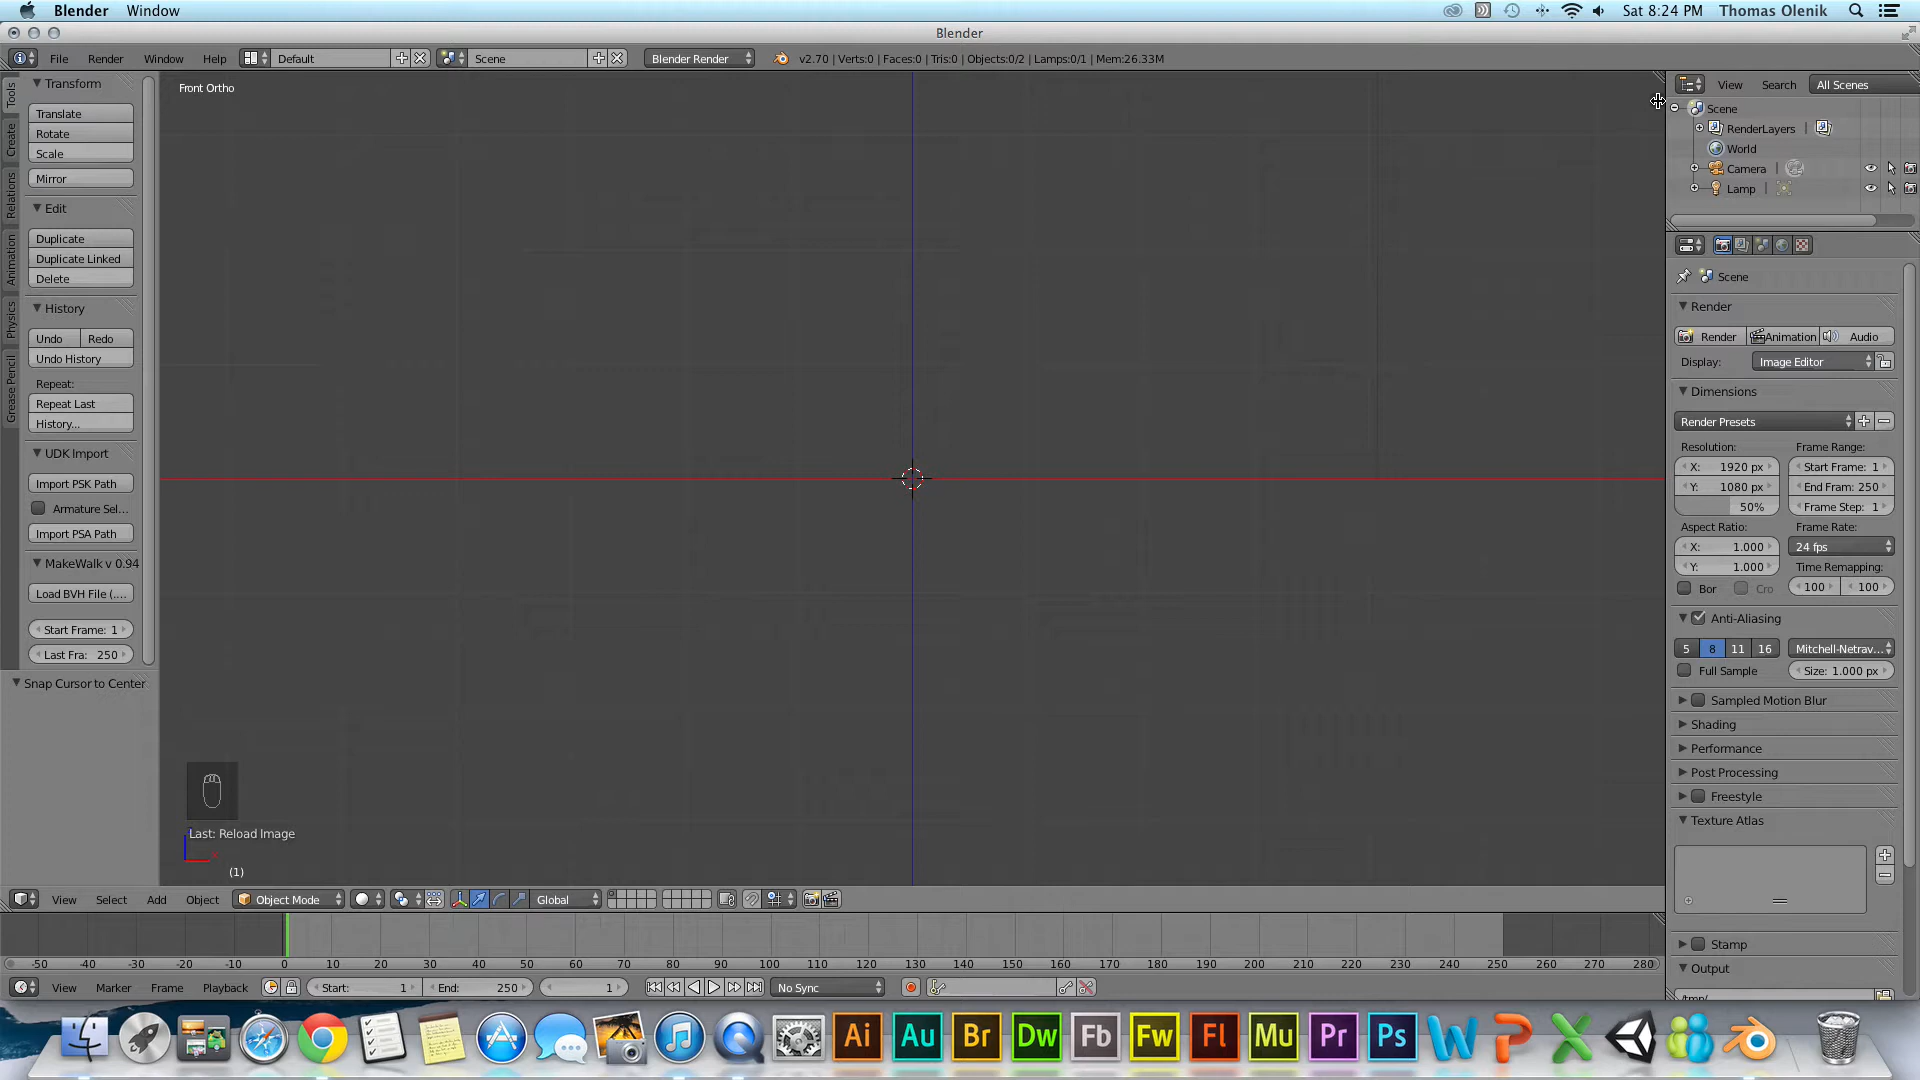 Blender Window Sat 8:24 PM Thomas Olenik
Blender
File Render Window Help Default Scene Blender Render v2.70 | Verts:0 | Faces:0 | Tris:0 | Objects:0/2 | Lamps:0/1 | Mem:26.33M
Tools
Create
Relations
Animation
Physics
Grease Pencil
Transform
Translate
Rotate
Scale
Mirror
Edit
Duplicate
Duplicate Linked
Delete
History
Undo Redo
Undo History
Repeat:
Repeat Last
History...
UDK Import
Import PSK Path
Armature Sel...
Import PSA Path
MakeWalk v 0.94
Load BVH File (....
Start Frame: 1
Last Fra: 250
Snap Cursor to Center
Front Ortho
Last: Reload Image
(1)
View Select Add Object Object Mode Global
-50 -40 -30 -20 -10 0 10 20 30 40 50 60 70 80 90 100 110 120 130 140 150 160 170 180 190 200 210 220 230 240 250 260 270 280
View Marker Frame Playback Start: 1 End: 250 1 No Sync
View Search All Scenes
Scene
RenderLayers |
World
Camera |
Lamp |
Scene
Render
Render Animation Audio
Display: Image Editor
Dimensions
Render Presets
Resolution: Frame Range:
X: 1920 px Start Frame: 1
Y: 1080 px End Fram: 250
50% Frame Step: 1
Aspect Ratio: Frame Rate:
X: 1.000 24 fps
Y: 1.000 Time Remapping:
Bor Cro 100 100
Anti-Aliasing
5 8 11 16 Mitchell-Netrav...
Full Sample Size: 1.000 px
Sampled Motion Blur
Shading
Performance
Post Processing
Freestyle
Texture Atlas
Stamp
Output
/tmp/
Ai Au Br Dw Fb Fw Fl Mu Pr Ps W P X